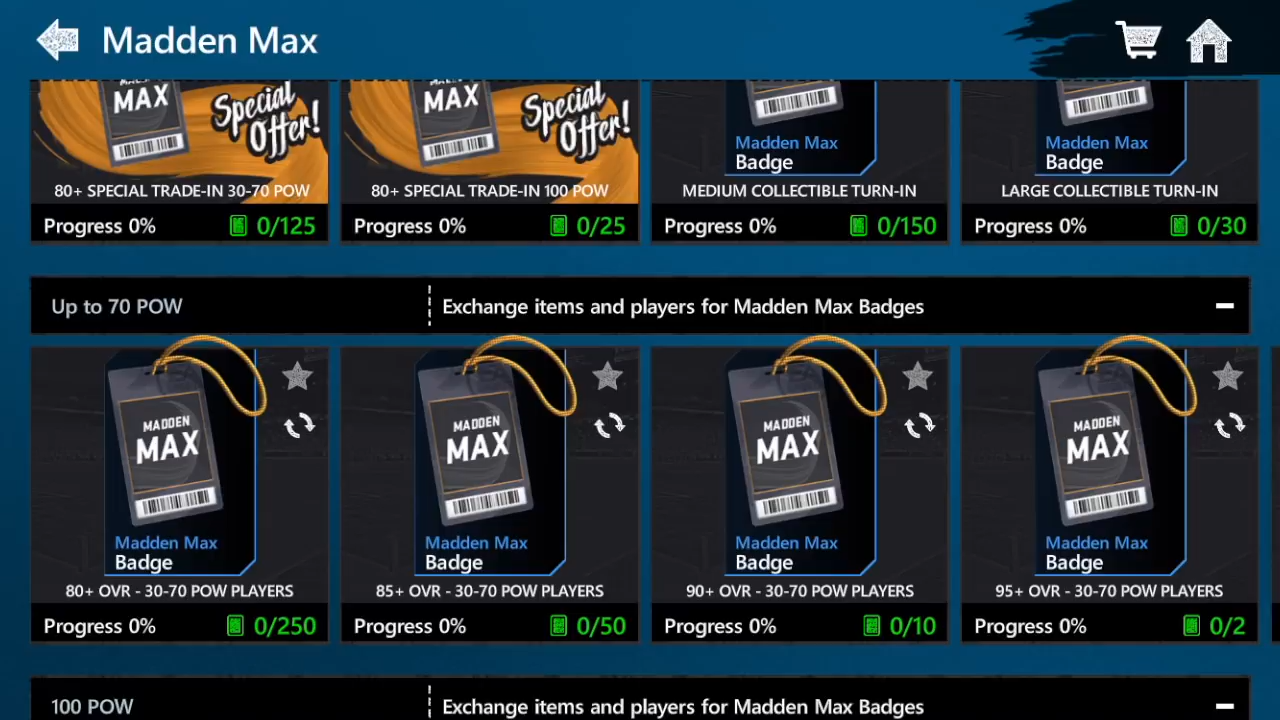 Madden Max
MAX
Special
Offer!
80+ SPECIAL TRADE-IN 30-70 POW
Progress 0%
0/125
MAX
Special
Offer!
80+ SPECIAL TRADE-IN 100 POW
Progress 0%
0/25
Madden Max
Badge
MEDIUM COLLECTIBLE TURN-IN
Progress 0%
0/150
Madden Max
Badge
LARGE COLLECTIBLE TURN-IN
Progress 0%
0/30
Up to 70 POW
Exchange items and players for Madden Max Badges
MADDEN
MAX
Madden Max
Badge
80+ OVR - 30-70 POW PLAYERS
Progress 0%
0/250
MADDEN
MAX
Madden Max
Badge
85+ OVR - 30-70 POW PLAYERS
Progress 0%
0/50
MADDEN
MAX
Madden Max
Badge
90+ OVR - 30-70 POW PLAYERS
Progress 0%
0/10
MADDEN
MAX
Madden Max
Badge
95+ OVR - 30-70 POW PLAYERS
Progress 0%
0/2
100 POW
Exchange items and players for Madden Max Badges